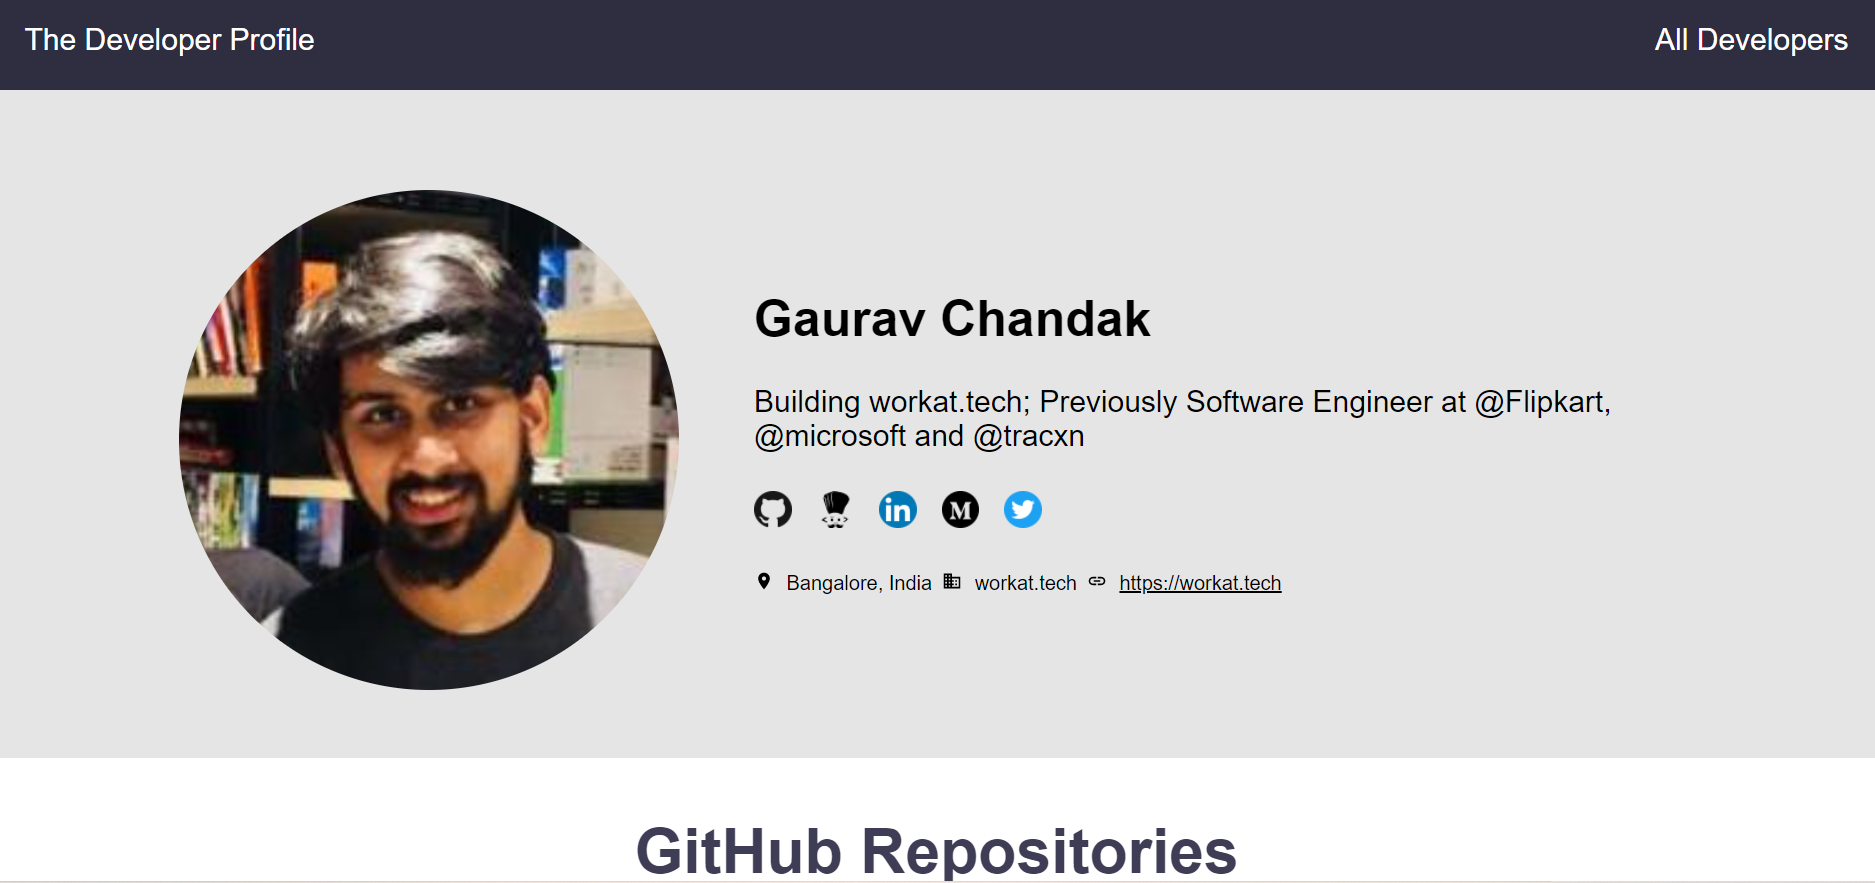 The Developer Profile
All Developers
Gaurav Chandak
Building workat.tech; Previously Software Engineer at @Flipkart,
@microsoft and @tracxn
in M
Bangalore, India workat.tech https://workat.tech
GitHub Repositories